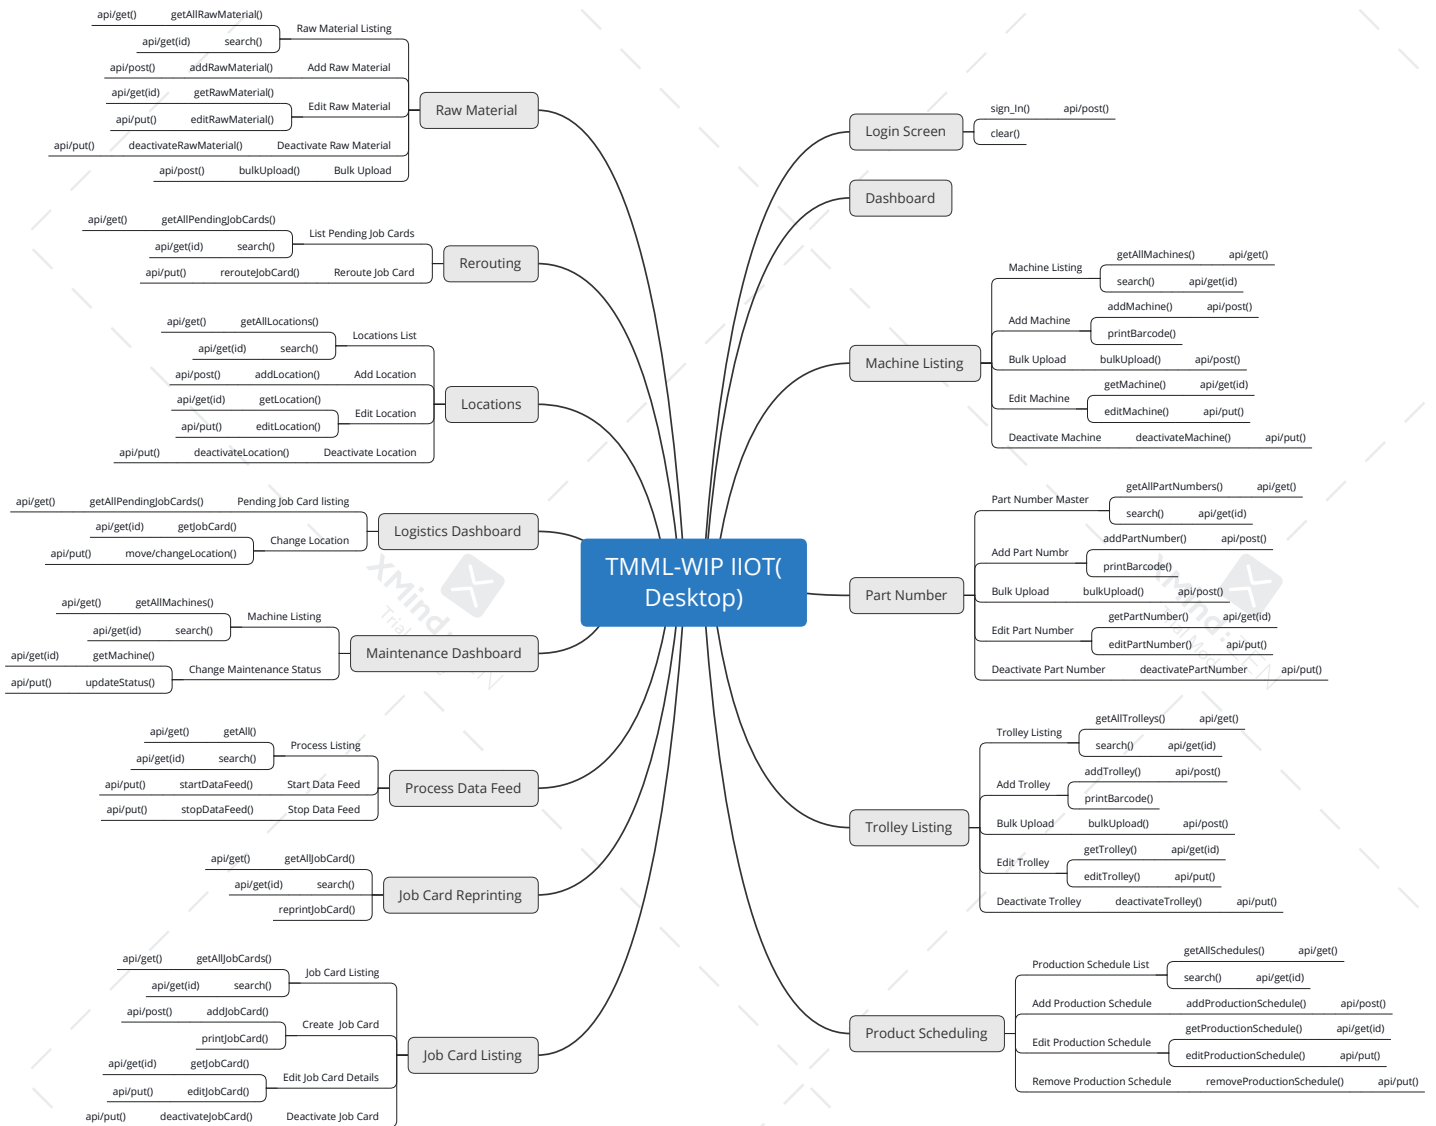 TMML-WIP IIOT(
Desktop)
Raw Material
Raw Material Listing
getAllRawMaterial() api/get()
search() api/get(id)
Add Raw Material addRawMaterial() api/post()
Edit Raw Material
getRawMaterial() api/get(id)
editRawMaterial() api/put()
Deactivate Raw Material deactivateRawMaterial() api/put()
Bulk Upload bulkUpload() api/post()
Rerouting
List Pending Job Cards
getAllPendingJobCards() api/get()
search() api/get(id)
Reroute Job Card rerouteJobCard() api/put()
Locations
Locations List
getAllLocations() api/get()
search() api/get(id)
Add Location addLocation() api/post()
Edit Location
getLocation() api/get(id)
editLocation() api/put()
Deactivate Location deactivateLocation() api/put()
Logistics Dashboard
Pending Job Card listing getAllPendingJobCards() api/get()
Change Location
getJobCard() api/get(id)
move/changeLocation() api/put()
Maintenance Dashboard
Machine Listing
getAllMachines() api/get()
search() api/get(id)
Change Maintenance Status
getMachine() api/get(id)
updateStatus() api/put()
Process Data Feed
Process Listing
getAll() api/get()
search() api/get(id)
Start Data Feed startDataFeed() api/put()
Stop Data Feed stopDataFeed() api/put()
Job Card Reprinting
getAllJobCard() api/get()
search() api/get(id)
reprintJobCard()
Job Card Listing
Job Card Listing
getAllJobCards() api/get()
search() api/get(id)
Create Job Card
addJobCard() api/post()
printJobCard()
Edit Job Card Details
getJobCard() api/get(id)
editJobCard() api/put()
Deactivate Job Card deactivateJobCard() api/put()
Login Screen
sign_In() api/post()
clear()
Dashboard
Machine Listing
Machine Listing
getAllMachines() api/get()
search() api/get(id)
Add Machine
addMachine() api/post()
printBarcode()
Bulk Upload bulkUpload() api/post()
Edit Machine
getMachine() api/get(id)
editMachine() api/put()
Deactivate Machine deactivateMachine() api/put()
Part Number
Part Number Master
getAllPartNumbers() api/get()
search() api/get(id)
Add Part Numbr
addPartNumber() api/post()
printBarcode()
Bulk Upload bulkUpload() api/post()
Edit Part Number
getPartNumber() api/get(id)
editPartNumber() api/put()
Deactivate Part Number deactivatePartNumber api/put()
Trolley Listing
Trolley Listing
getAllTrolleys() api/get()
search() api/get(id)
Add Trolley
addTrolley() api/post()
printBarcode()
Bulk Upload bulkUpload() api/post()
Edit Trolley
getTrolley() api/get(id)
editTrolley() api/put()
Deactivate Trolley deactivateTrolley() api/put()
Product Scheduling
Production Schedule List
getAllSchedules() api/get()
search() api/get(id)
Add Production Schedule addProductionSchedule() api/post()
Edit Production Schedule
getProductionSchedule() api/get(id)
editProductionSchedule() api/put()
Remove Production Schedule removeProductionSchedule() api/put()
XMind
Trial